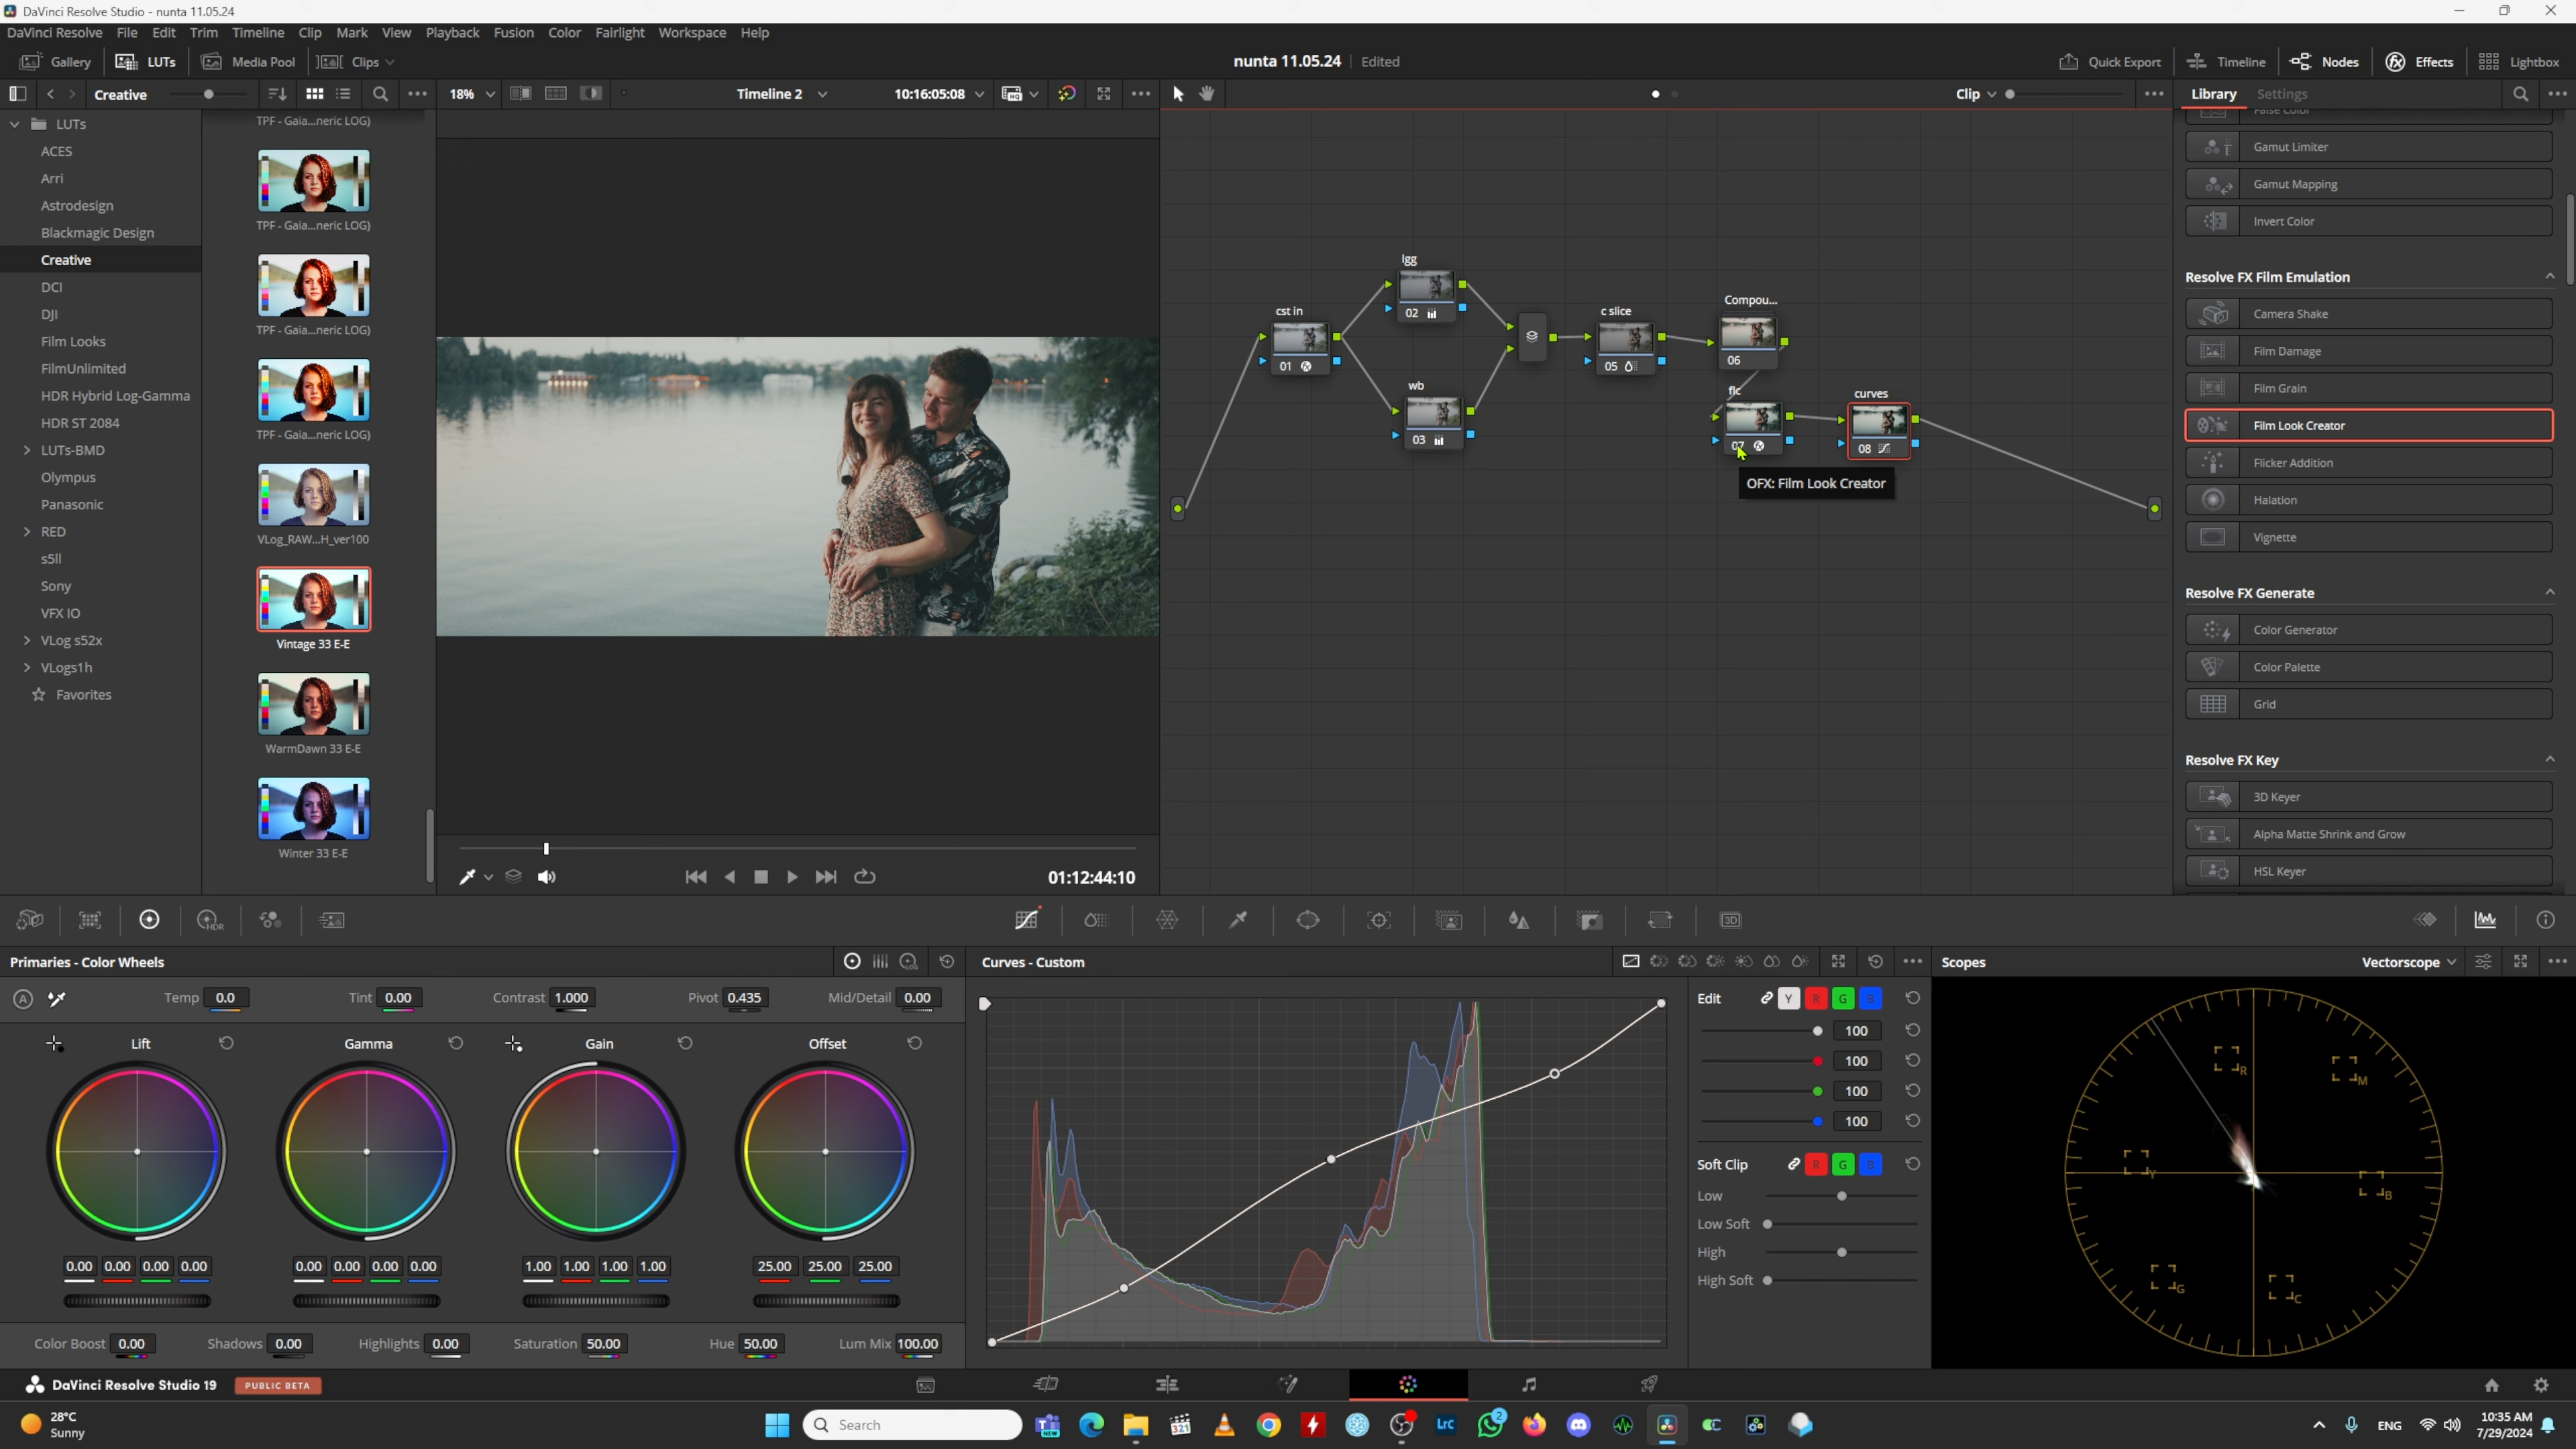 DaVinci Resolve Studio - nunta 11.05.24
DaVinci Resolve File Edit Trim Timeline Clip Mark View Playback Fusion Color Fairlight Workspace Help
Gallery LUTs Media Pool Clips nunta 11.05.24 Edited Quick Export Timeline Nodes Effects Lightbox
Creative 18% Timeline 2 10:16:05:08 Clip Library Settings
LUTs
ACES
Arri
Astrodesign
Blackmagic Design
Creative
DCI
DJI
Film Looks
FilmUnlimited
HDR Hybrid Log-Gamma
HDR ST 2084
LUTs-BMD
Olympus
Panasonic
RED
s5ll
Sony
VFX IO
VLog s52x
VLogs1h
Favorites
TPF - Gaia...neric LOG)
TPF - Gaia...neric LOG)
TPF - Gaia...neric LOG)
TPF - Gaia...neric LOG)
VLog_RAW...H_ver100
Vintage 33 E-E
WarmDawn 33 E-E
Winter 33 E-E
01:12:44:10
cst in
01
lgg
02
wb
03
c slice
05
Compou...
06
flc
07
curves
08
OFX: Film Look Creator
False Color
Gamut Limiter
Gamut Mapping
Invert Color
Resolve FX Film Emulation
Camera Shake
Film Damage
Film Grain
Film Look Creator
Flicker Addition
Halation
Vignette
Resolve FX Generate
Color Generator
Color Palette
Grid
Resolve FX Key
3D Keyer
Alpha Matte Shrink and Grow
HSL Keyer
HDR
3D
Primaries - Color Wheels
LOG
Temp 0.0 Tint 0.00 Contrast 1.000 Pivot 0.435 Mid/Detail 0.00
A
Lift Gamma Gain Offset
0.00 0.00 0.00 0.00 0.00 0.00 0.00 0.00 1.00 1.00 1.00 1.00 25.00 25.00 25.00
Color Boost 0.00 Shadows 0.00 Highlights 0.00 Saturation 50.00 Hue 50.00 Lum Mix 100.00
Curves - Custom
Edit Y R G B
100
100
100
100
Soft Clip R G B
Low
Low Soft
High
High Soft
Scopes Vectorscope
R
M
Y
B
G
C
DaVinci Resolve Studio 19 PUBLIC BETA
28°C
Sunny
Search
NEW
321
Lrc
2
ENG
10:35 AM
7/29/2024